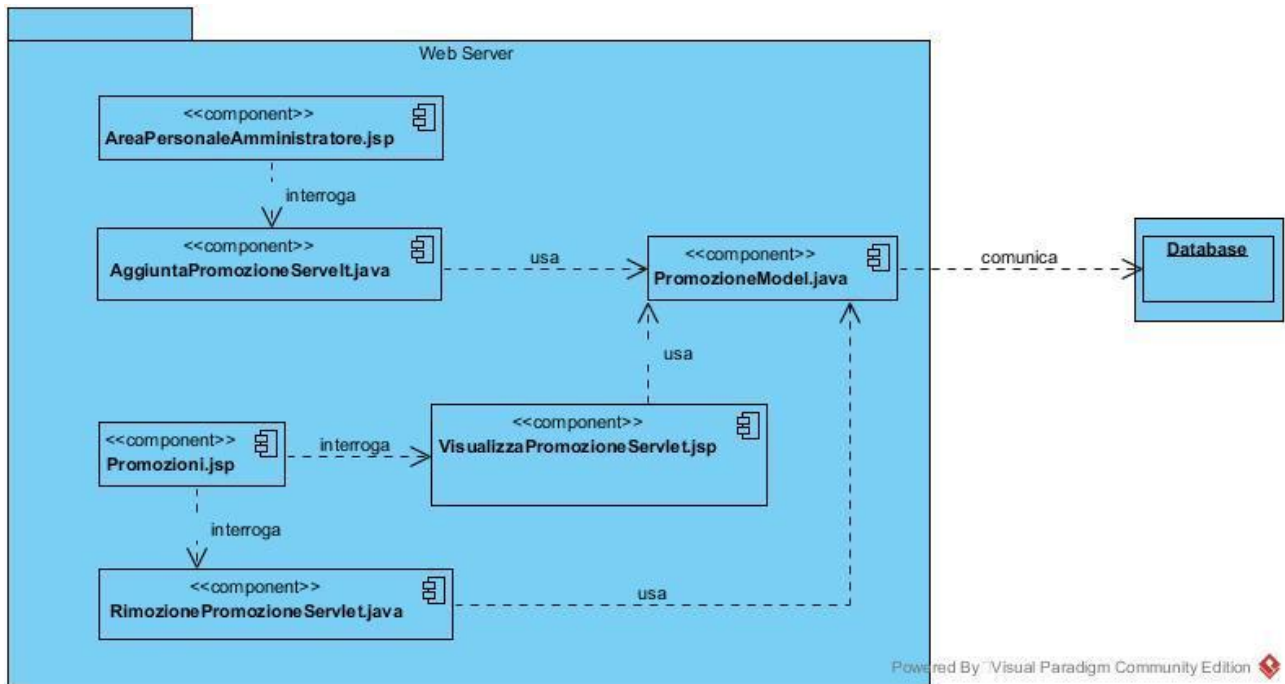 Web Server
<<component>>
AreaPersonaleAmministratore.jsp
interroga
<<component>>
AggiuntaPromozioneServelt.java
usa
<<component>>
PromozioneModel.java
comunica
Database
usa
<<component>>
Promozioni.jsp
interroga
<<component>>
VisualizzaPromozioneServlet.jsp
interroga
<<component>>
RimozionePromozioneServlet.java
usa
Powered By Visual Paradigm Community Edition